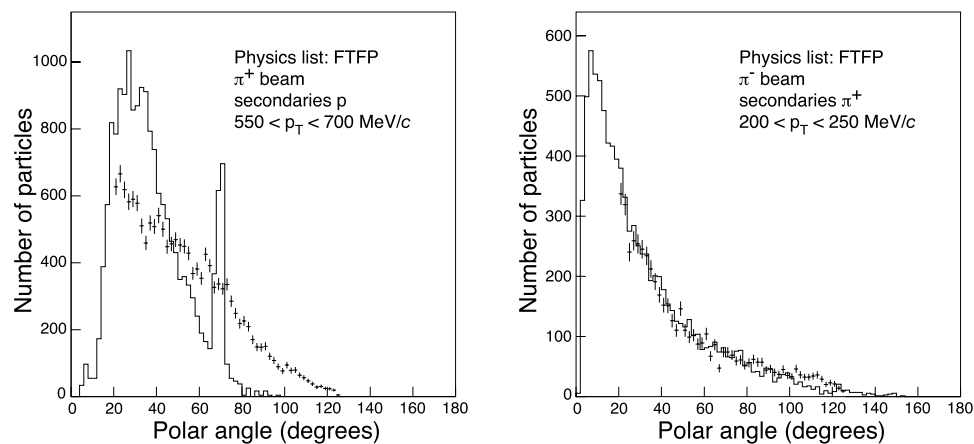 Physics list: FTFP
π⁺ beam
secondaries p
550 < p_T < 700 MeV/c
Number of particles
1000
800
600
400
200
0
0 20 40 60 80 100 120 140 160 180
Polar angle (degrees)
Physics list: FTFP
π⁻ beam
secondaries π⁺
200 < p_T < 250 MeV/c
Number of particles
600
500
400
300
200
100
0
0 20 40 60 80 100 120 140 160 180
Polar angle (degrees)